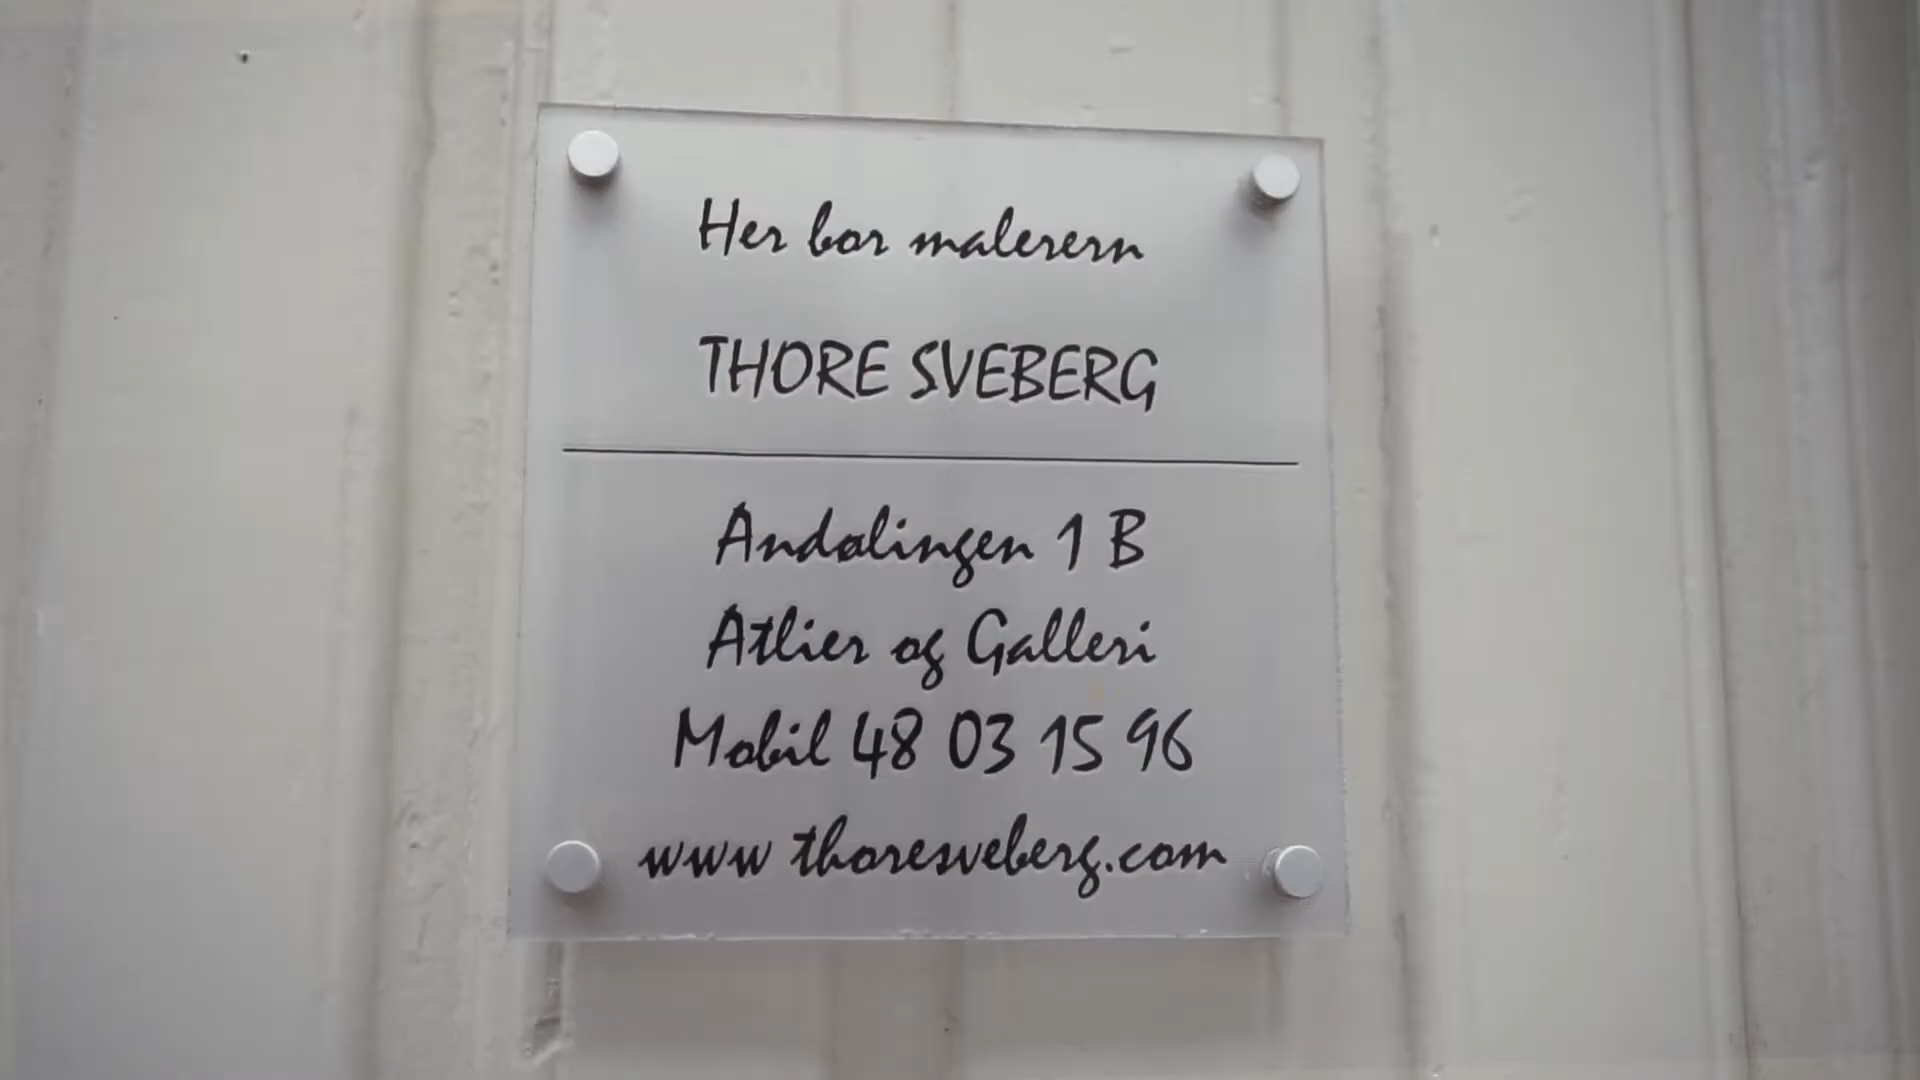 Her bor malerern
THORE SVEBERG
Andølingen 1 B
Atlier og Galleri
Mobil 48 03 15 96
www thoresveberg.com